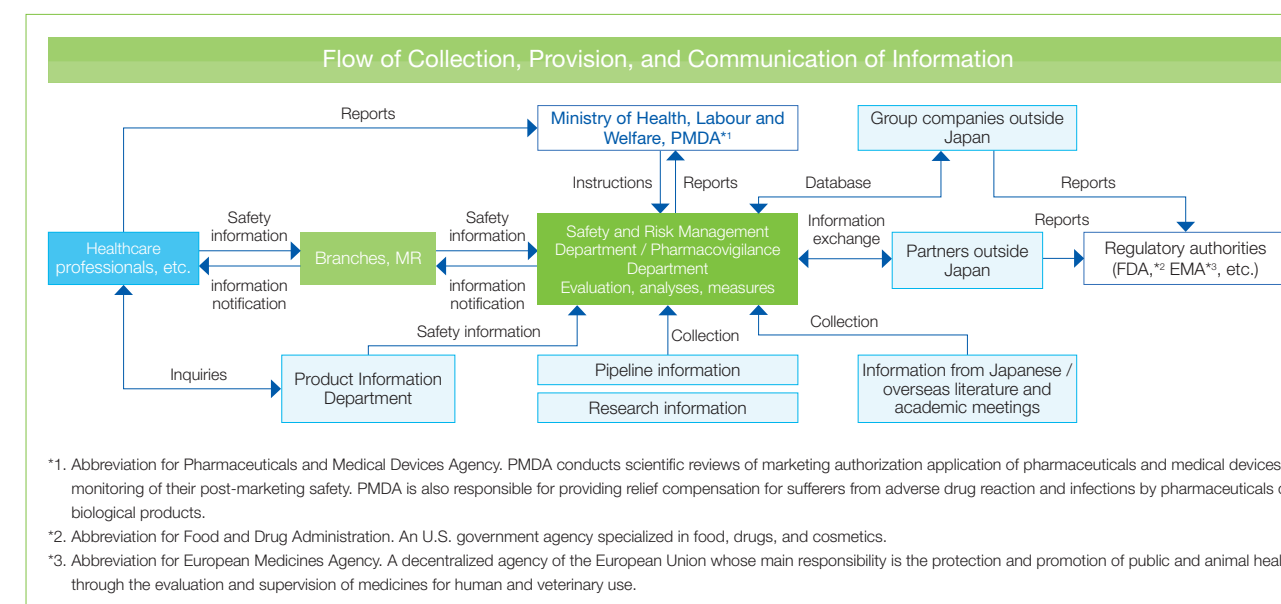 Flow of Collection, Provision, and Communication of Information
Reports
Ministry of Health, Labour and
Welfare, PMDA*1
Group companies outside
Japan
Instructions
Reports
Database
Reports
Healthcare
professionals, etc.
Safety
information
information
notification
Branches, MR
Safety
information
information
notification
Safety and Risk Management
Department / Pharmacovigilance
Department
Evaluation, analyses, measures
Information
exchange
Partners outside
Japan
Reports
Regulatory authorities
(FDA,*2 EMA*3, etc.)
Safety information
Collection
Collection
Inquiries
Product Information
Department
Pipeline information
Research information
Information from Japanese /
overseas literature and
academic meetings
*1. Abbreviation for Pharmaceuticals and Medical Devices Agency. PMDA conducts scientific reviews of marketing authorization application of pharmaceuticals and medical devices
monitoring of their post-marketing safety. PMDA is also responsible for providing relief compensation for sufferers from adverse drug reaction and infections by pharmaceuticals
biological products.
*2. Abbreviation for Food and Drug Administration. An U.S. government agency specialized in food, drugs, and cosmetics.
*3. Abbreviation for European Medicines Agency. A decentralized agency of the European Union whose main responsibility is the protection and promotion of public and animal
through the evaluation and supervision of medicines for human and veterinary use.